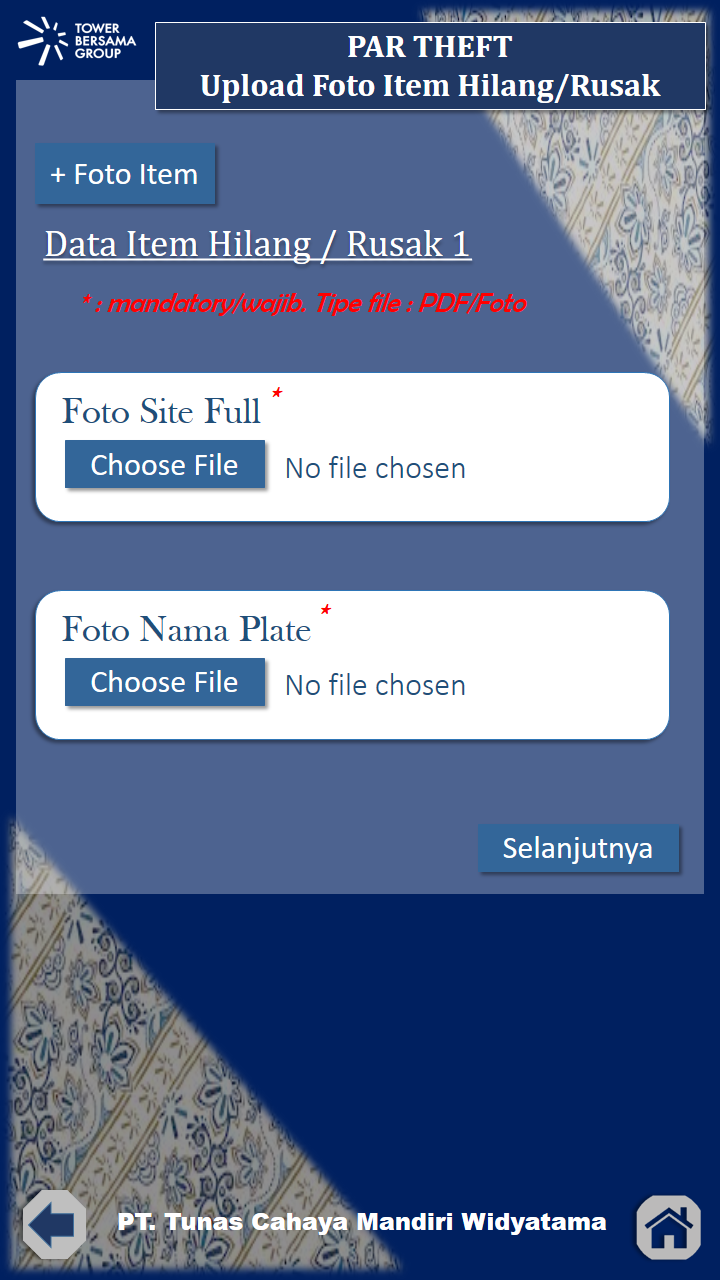 TOWER
BERSAMA
GROUP
PAR THEFT
Upload Foto Item Hilang/Rusak
+ Foto Item
Data Item Hilang / Rusak 1
* : mandatory/wajib. Tipe file : PDF/Foto
Foto Site Full *
Choose File No file chosen
Foto Nama Plate *
Choose File No file chosen
Selanjutnya
PT. Tunas Cahaya Mandiri Widyatama